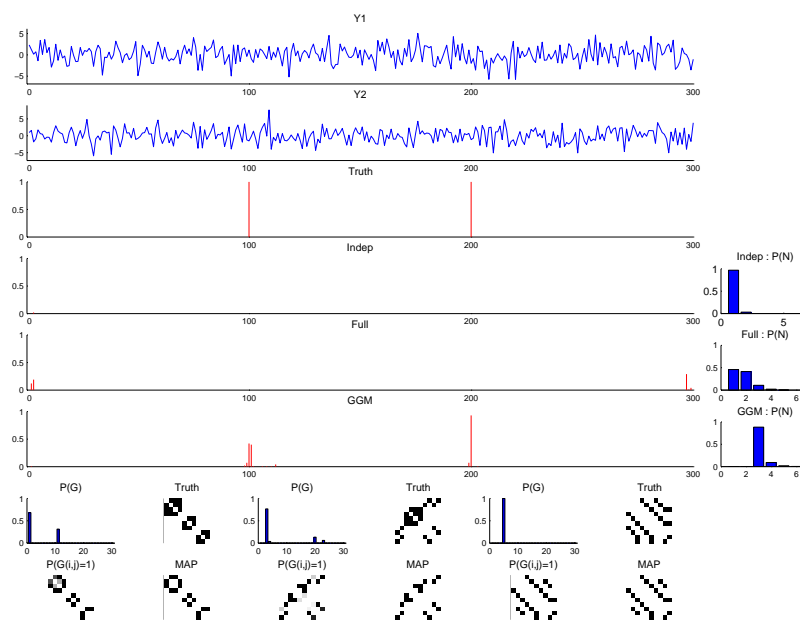 Y1
5
0
−5
0 100 200 300
Y2
5
0
−5
0 100 200 300
Truth
1
0.5
0
0 100 200 300
Indep
1
0.5
0
0 100 200 300
Indep : P(N)
1
0.5
0
0 5
Full
1
0.5
0
0 100 200 300
Full : P(N)
1
0.5
0
0 2 4 6
GGM
1
0.5
0
0 100 200 300
GGM : P(N)
1
0.5
0
0 2 4 6
P(G) Truth P(G) Truth P(G) Truth
1 1 1
0.5 0.5 0.5
0 0 0
0 10 20 30 0 10 20 30 0 10 20 30
P(G(i,j)=1) MAP P(G(i,j)=1) MAP P(G(i,j)=1) MAP